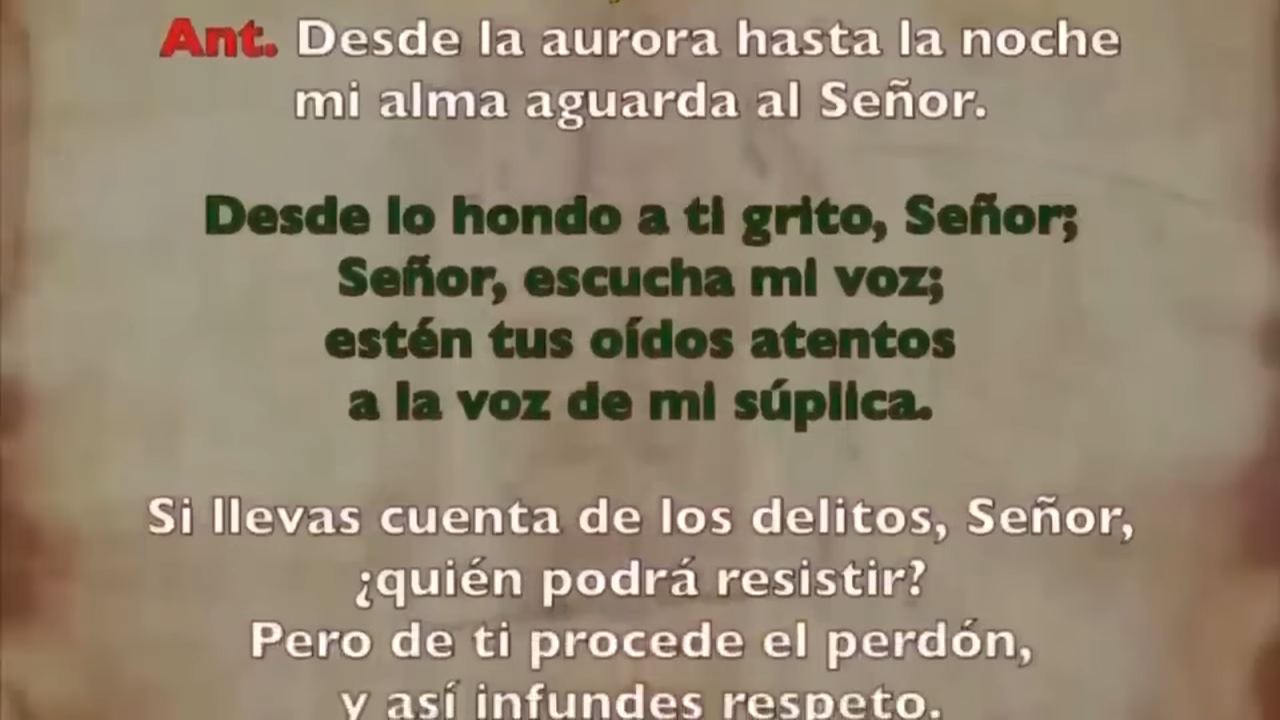 Ant. Desde la aurora hasta la noche
mi alma aguarda al Señor.
Desde lo hondo a ti grito, Señor;
Señor, escucha mi voz;
estén tus oídos atentos
a la voz de mi súplica.
Si llevas cuenta de los delitos, Señor,
¿quién podrá resistir?
Pero de ti procede el perdón,
y así infundes respeto.